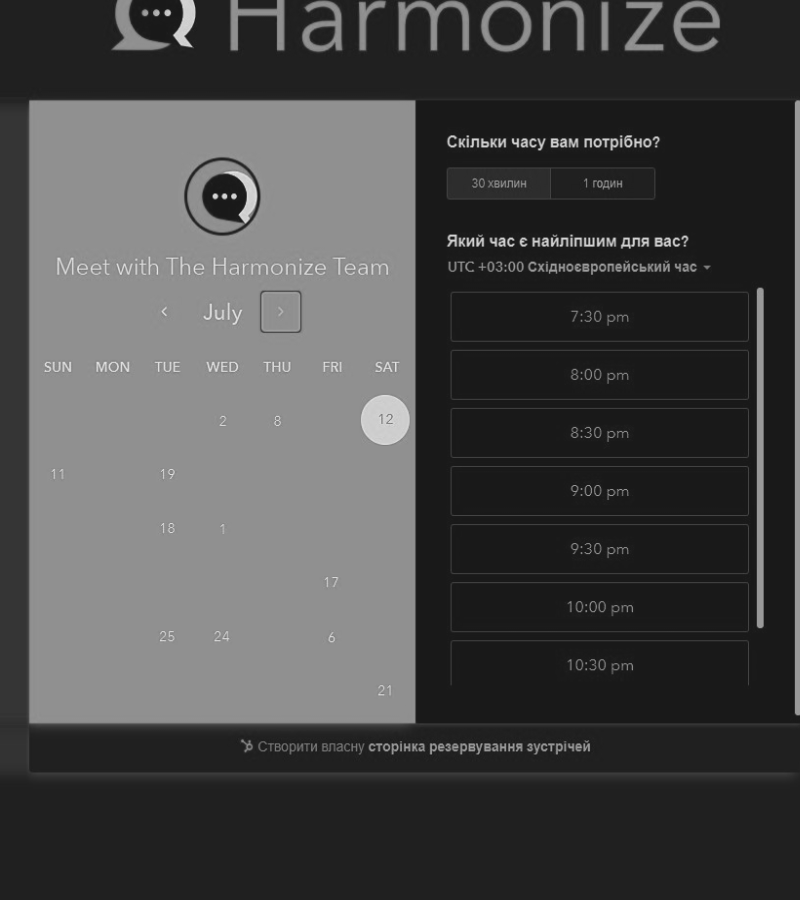 Harmonize
Meet with The Harmonize Team
July
SUN MON TUE WED THU FRI SAT
2 8 12
11 19
18 1
17
25 24 6
21
Скільки часу вам потрібно?
30 хвилин 1 годин
Який час є найліпшим для вас?
UTC +03:00 Східноєвропейський час
7:30 pm
8:00 pm
8:30 pm
9:00 pm
9:30 pm
10:00 pm
10:30 pm
Створити власну сторінка резервування зустрічей